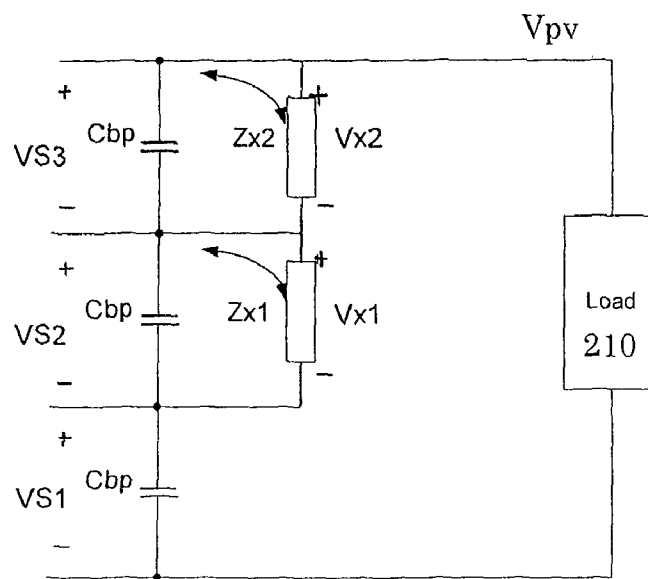 Vpv
+
+
Cbp
Zx2
Vx2
VS3
−
−
+
+
Cbp
Zx1
Vx1
Load
210
VS2
−
−
+
Cbp
VS1
−